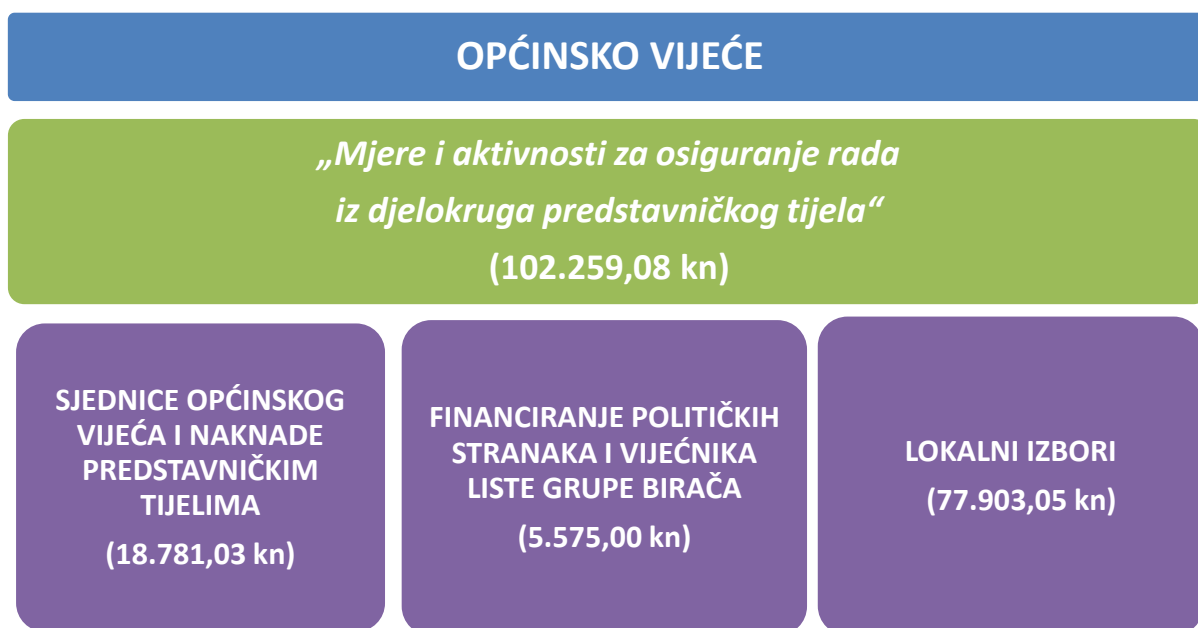 OPĆINSKO VIJEĆE
„Mjere i aktivnosti za osiguranje rada
iz djelokruga predstavničkog tijela“
(102.259,08 kn)
SJEDNICE OPĆINSKOG
VIJEĆA I NAKNADE
PREDSTAVNIČKIM
TIJELIMA
(18.781,03 kn)
FINANCIRANJE POLITIČKIH
STRANAKA I VIJEĆNIKA
LISTE GRUPE BIRAČA
(5.575,00 kn)
LOKALNI IZBORI
(77.903,05 kn)